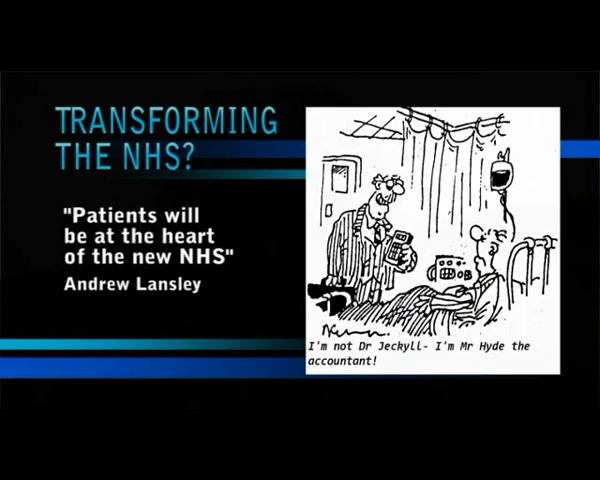 TRANSFORMING
THE NHS?
"Patients will
be at the heart
of the new NHS"
Andrew Lansley
I'm not Dr Jeckyll- I'm Mr Hyde the
accountant!